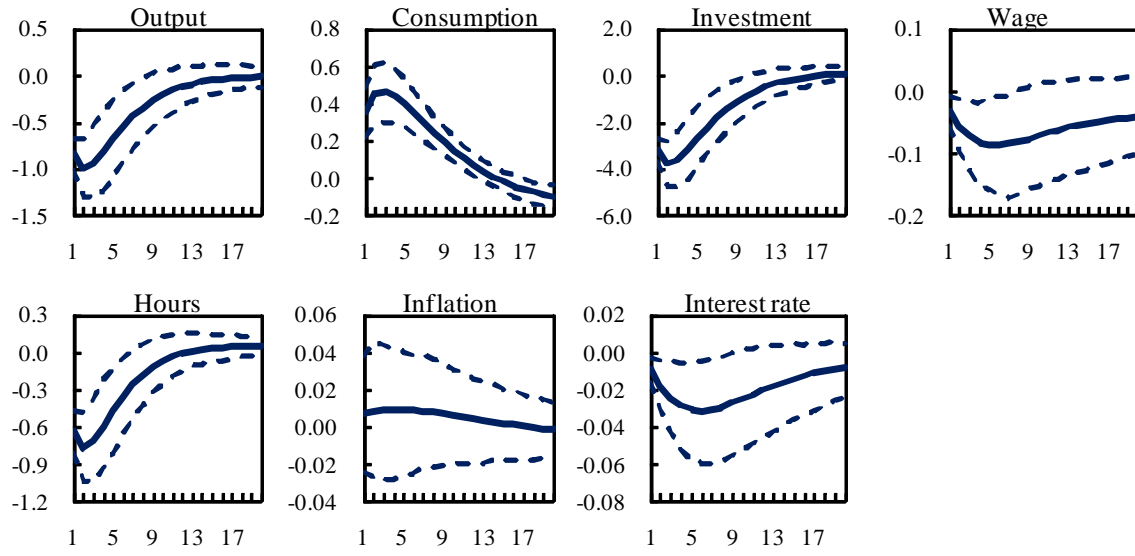 Output Consumption Investment Wage
0.5 0.8 2.0 0.1
0.0 0.6 0.0 0.0
-0.5 0.4 -2.0 -0.1
-1.0 0.2 -4.0 -0.2
-1.5 0.0 -6.0
-0.2
1 5 9 13 17 1 5 9 13 17 1 5 9 13 17 1 5 9 13 17
Hours Inflation Interest rate
0.3 0.06 0.02
0.0 0.04 0.00
-0.3 0.02 -0.02
-0.6 0.00 -0.04
-0.9 -0.02 -0.06
-1.2 -0.04 -0.08
1 5 9 13 17 1 5 9 13 17 1 5 9 13 17